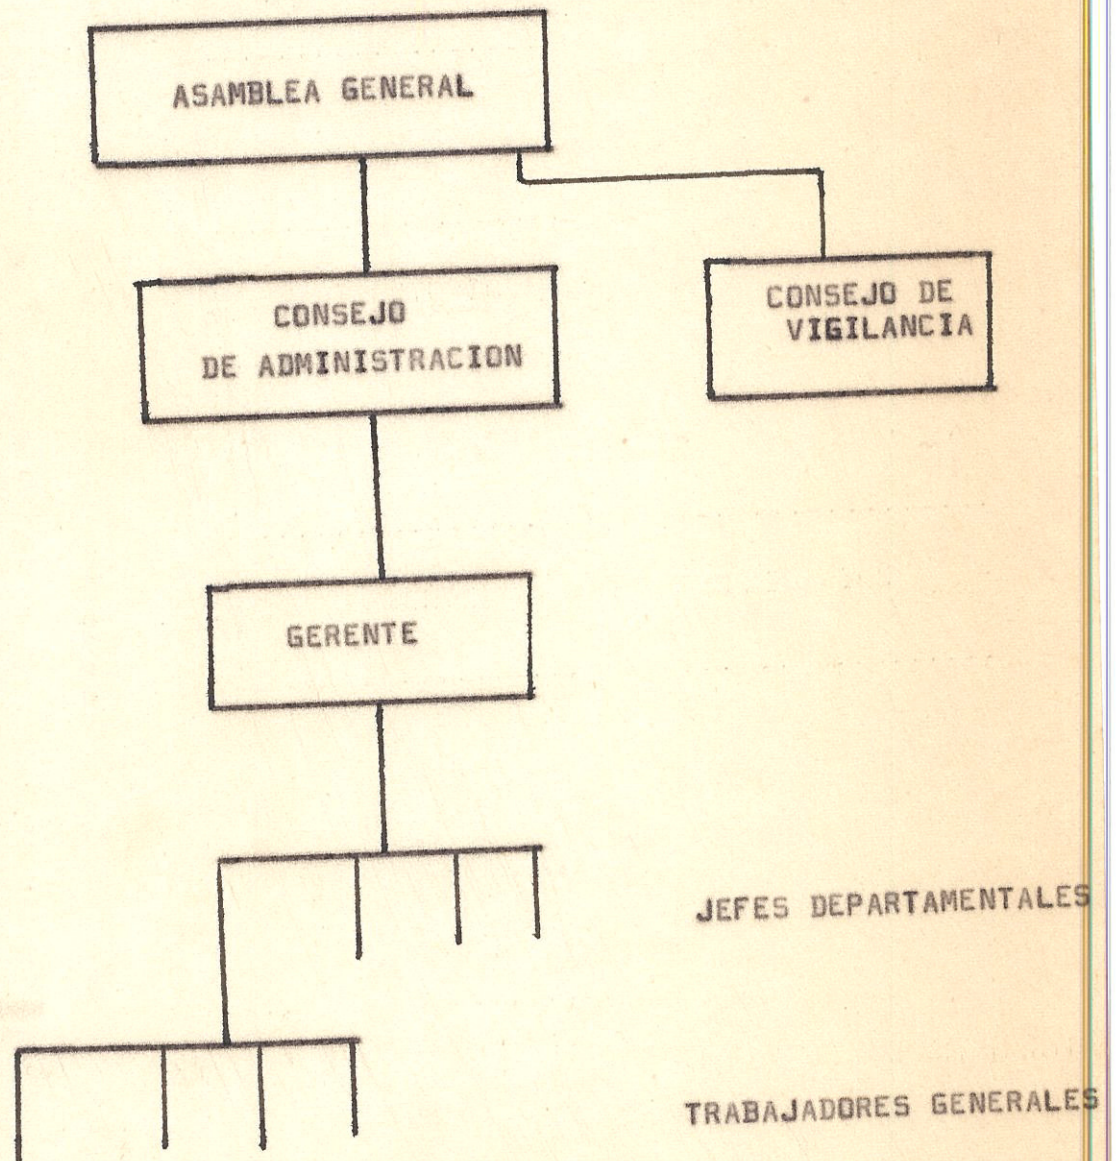 ASAMBLEA GENERAL
CONSEJO
DE ADMINISTRACION
CONSEJO DE
VIGILANCIA
GERENTE
JEFES DEPARTAMENTALES
TRABAJADORES GENERALES